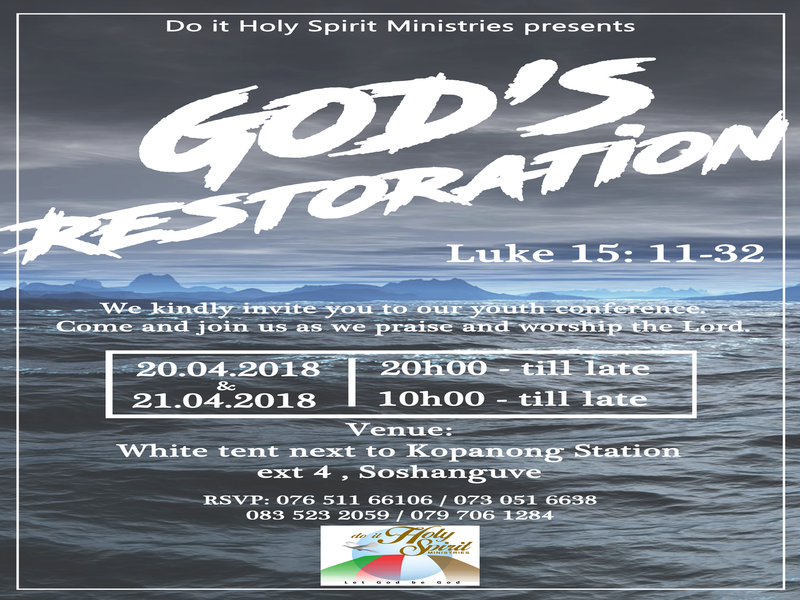 Do it Holy Spirit Ministries presents
GOD'S
RESTORATiON
Luke 15: 11-32
We kindly invite you to our youth conference.
Come and join us as we praise and worship the Lord.
20.04.2018
&
21.04.2018
20h00 - till late
10h00 - till late
Venue:
White tent next to Kopanong Station
ext 4 , Soshanguve
RSVP: 076 511 66106 / 073 051 6638
083 523 2059 / 079 706 1284
do it Holy
Spirit
MINISTRIES
Let God be God